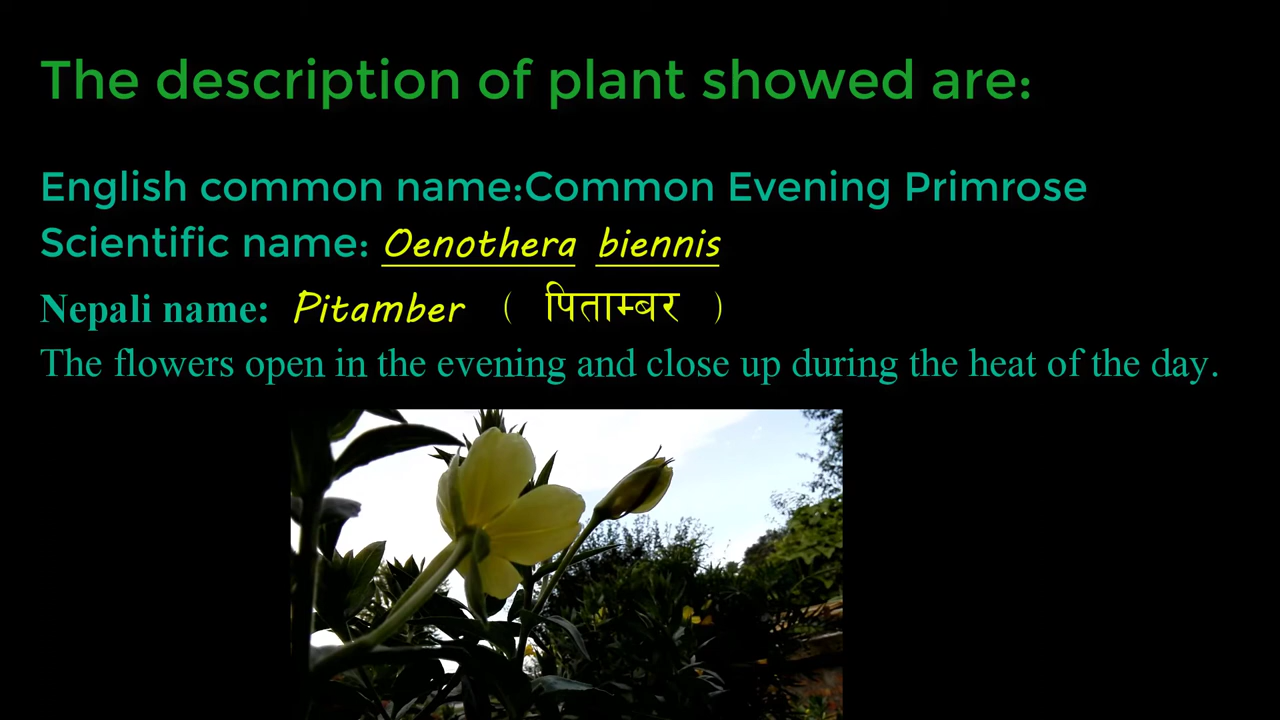 The description of plant showed are:
English common name:Common Evening Primrose
Scientific name: Oenothera biennis
Nepali name: Pitamber ( पिताम्बर )
The flowers open in the evening and close up during the heat of the day.